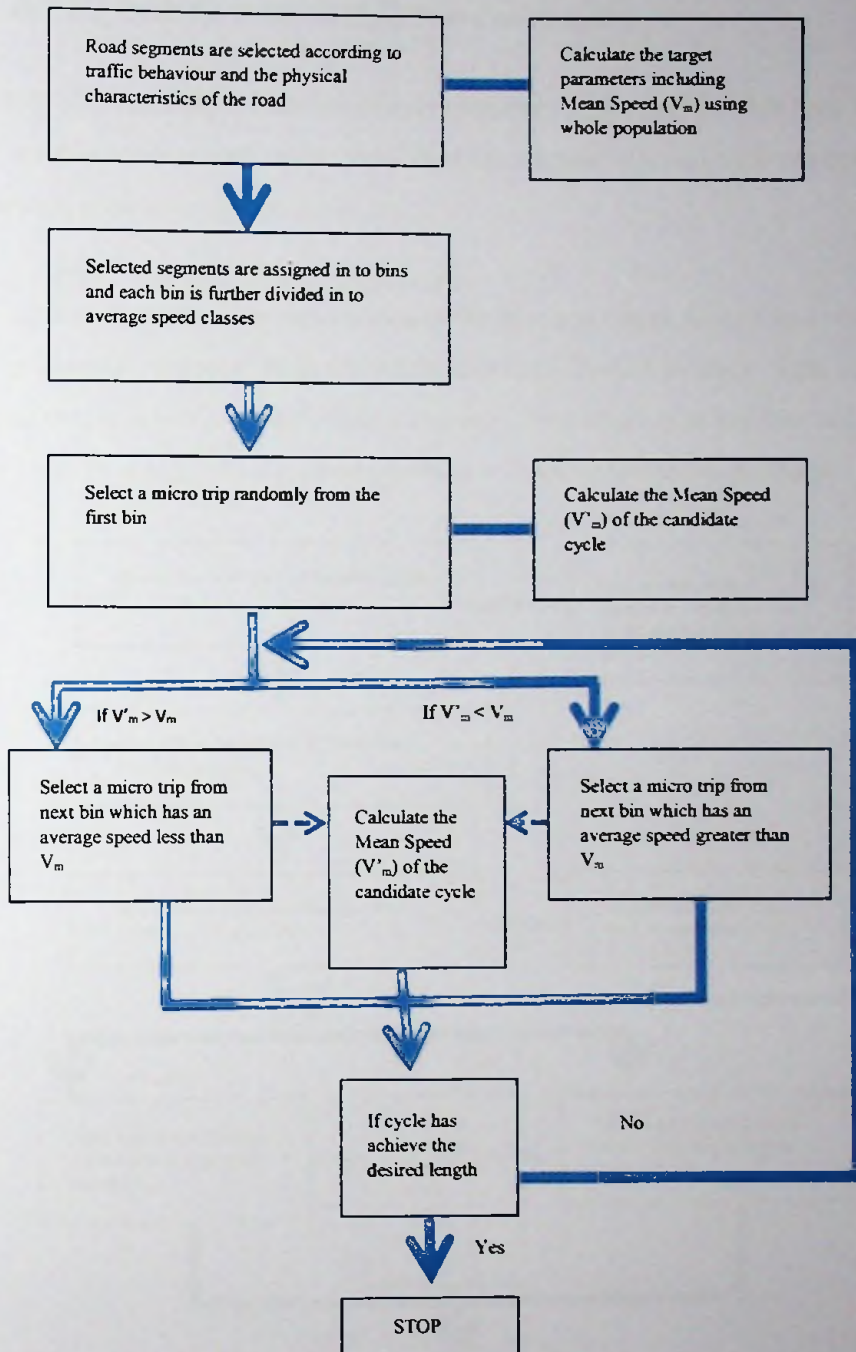 Road segments are selected according to
traffic behaviour and the physical
characteristics of the road
Calculate the target
parameters including
Mean Speed (Vₘ) using
whole population
Selected segments are assigned in to bins
and each bin is further divided in to
average speed classes
Select a micro trip randomly from the
first bin
Calculate the Mean Speed
(V'ₘ) of the candidate
cycle
If V'ₘ > Vₘ
If V'ₘ < Vₘ
Select a micro trip from
next bin which has an
average speed less than
Vₘ
Calculate the
Mean Speed
(V'ₘ) of the
candidate cycle
Select a micro trip from
next bin which has an
average speed greater than
Vₘ
If cycle has
achieve the
desired length
No
Yes
STOP